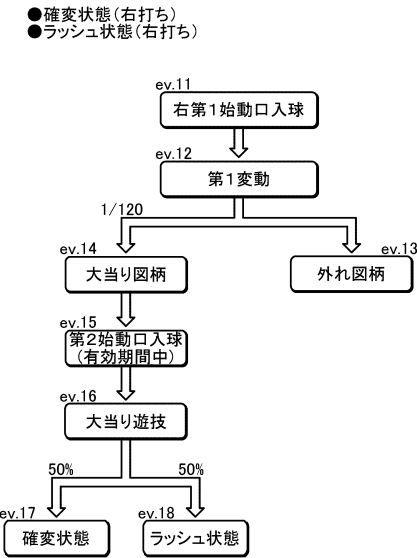 ●確変状態(右打ち)
●ラッシュ状態(右打ち)
ev.11
右第1始動口入球
ev.12
第1変動
1/120
ev.14
ev.13
大当り図柄
外れ図柄
ev.15
第2始動口入球
(有効期間中)
ev.16
大当り遊技
50%
50%
ev.17
ev.18
確変状態
ラッシュ状態